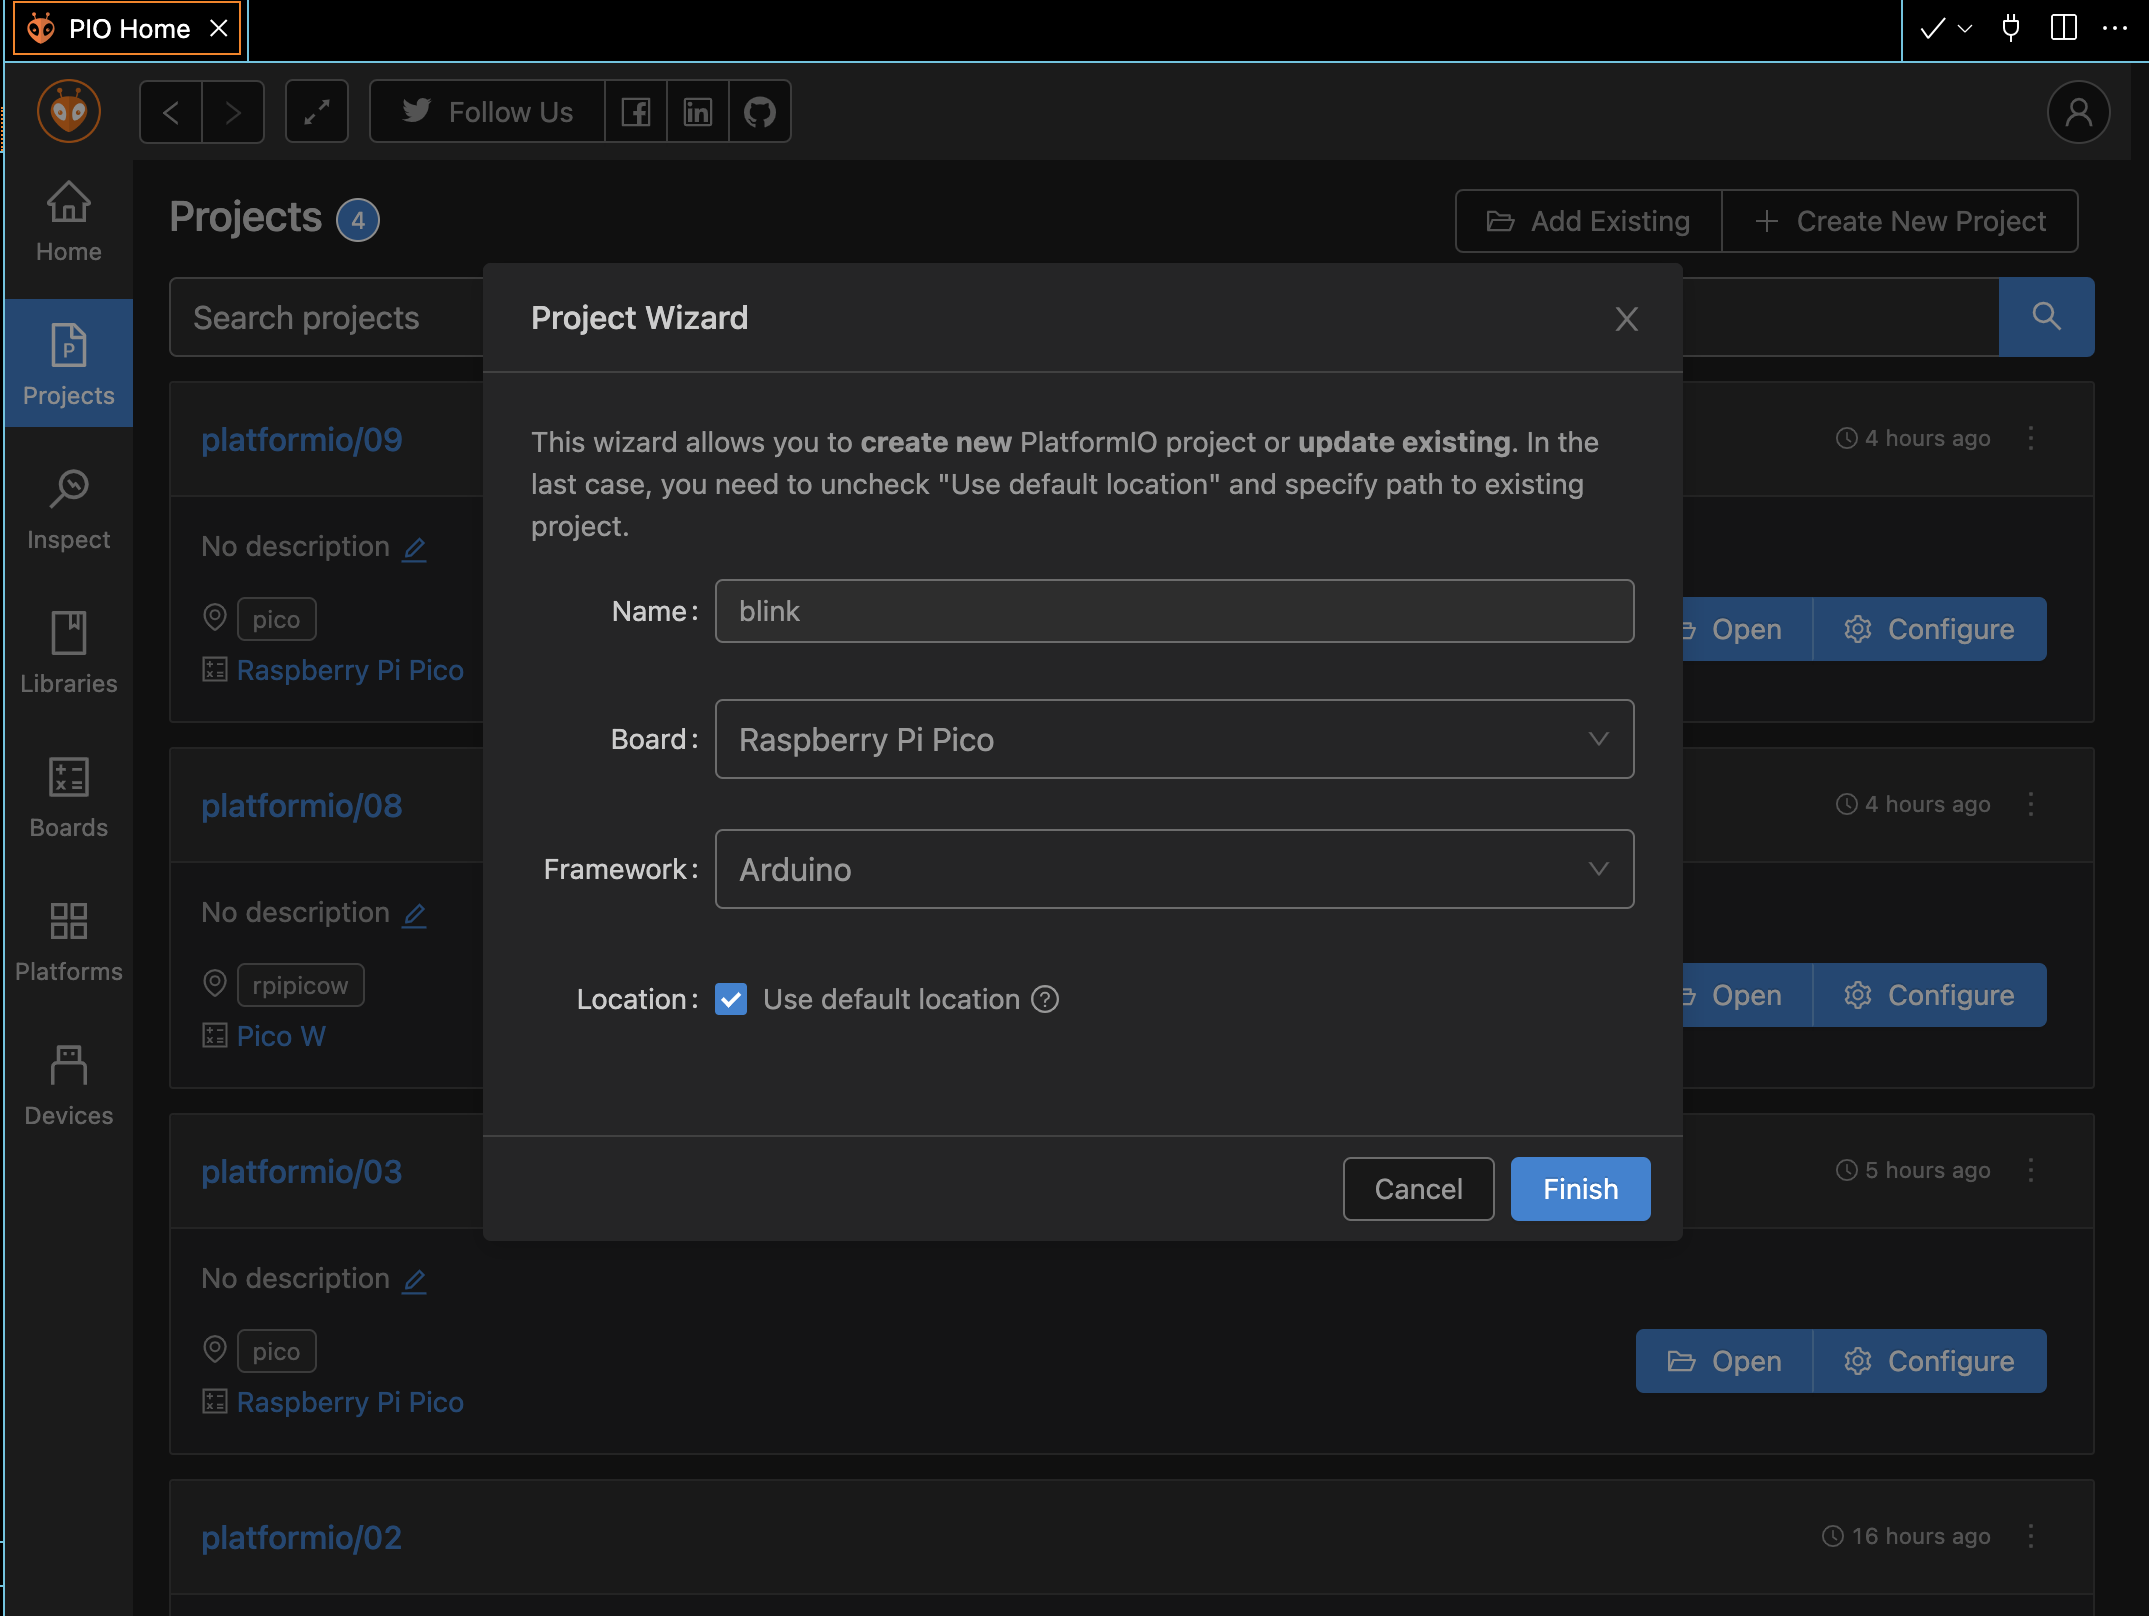 PIO Home
Follow Us
Home
Projects
Inspect
Libraries
Boards
Platforms
Devices
Projects 4
Add Existing
Create New Project
Search projects
platformio/09
4 hours ago
No description
pico
Raspberry Pi Pico
Open
Configure
platformio/08
4 hours ago
No description
rpipicow
Pico W
Open
Configure
platformio/03
5 hours ago
No description
pico
Raspberry Pi Pico
Open
Configure
platformio/02
16 hours ago
Project Wizard
This wizard allows you to create new PlatformIO project or update existing. In the
last case, you need to uncheck "Use default location" and specify path to existing
project.
Name: blink
Board: Raspberry Pi Pico
Framework: Arduino
Location: Use default location
Cancel
Finish